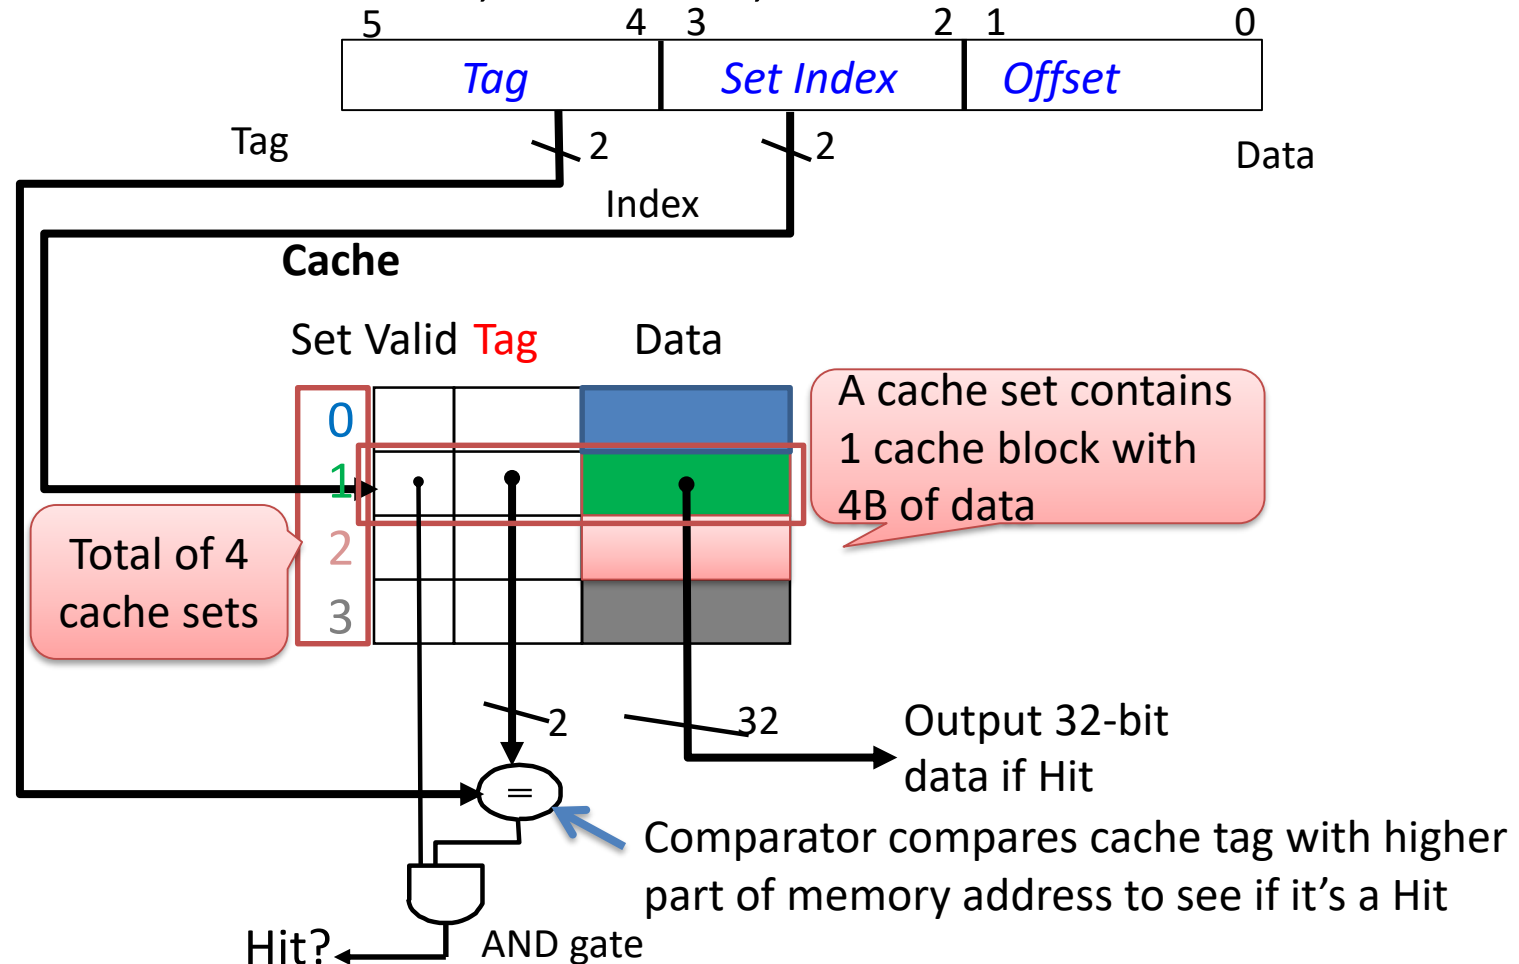 5 4 3 2 1 0
Tag Set Index Offset
Tag 2 2 Data
Index
Cache
Set Valid Tag Data
0
1
2
3
A cache set contains
1 cache block with
4B of data
Total of 4
cache sets
2 32
Output 32-bit
data if Hit
=
Comparator compares cache tag with higher
part of memory address to see if it’s a Hit
Hit? AND gate